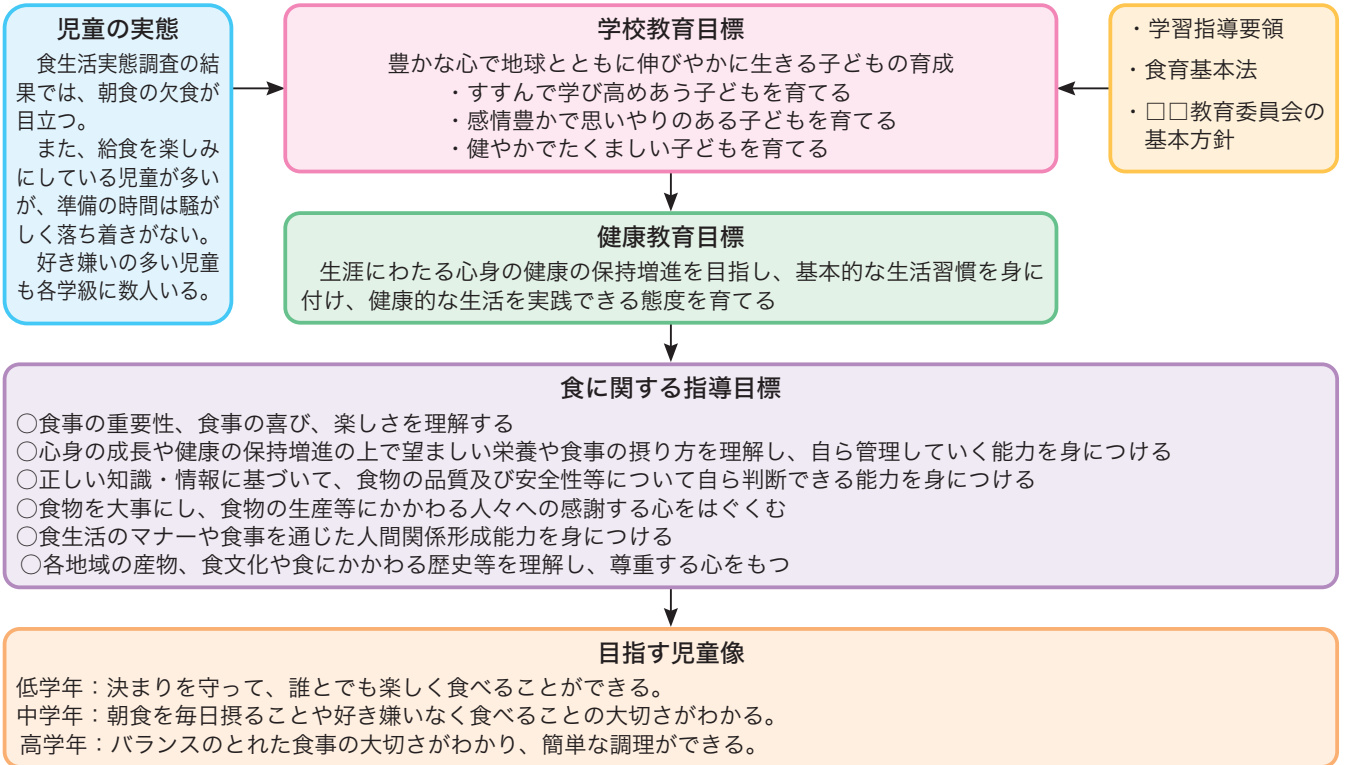 児童の実態
　食生活実態調査の結
果では、朝食の欠食が
目立つ。
　また、給食を楽しみ
にしている児童が多い
が、準備の時間は騒が
しく落ち着きがない。
　好き嫌いの多い児童
も各学級に数人いる。
学校教育目標
豊かな心で地球とともに伸びやかに生きる子どもの育成
・すすんで学び高めあう子どもを育てる
・感情豊かで思いやりのある子どもを育てる
・健やかでたくましい子どもを育てる
・学習指導要領
・食育基本法
・□□教育委員会の
基本方針
健康教育目標
　生涯にわたる心身の健康の保持増進を目指し、基本的な生活習慣を身に
付け、健康的な生活を実践できる態度を育てる
食に関する指導目標
○食事の重要性、食事の喜び、楽しさを理解する
○心身の成長や健康の保持増進の上で望ましい栄養や食事の摂り方を理解し、自ら管理していく能力を身につける
○正しい知識・情報に基づいて、食物の品質及び安全性等について自ら判断できる能力を身につける
○食物を大事にし、食物の生産等にかかわる人々への感謝する心をはぐくむ
○食生活のマナーや食事を通じた人間関係形成能力を身につける
○各地域の産物、食文化や食にかかわる歴史等を理解し、尊重する心をもつ
目指す児童像
低学年：決まりを守って、誰とでも楽しく食べることができる。
中学年：朝食を毎日摂ることや好き嫌いなく食べることの大切さがわかる。
高学年：バランスのとれた食事の大切さがわかり、簡単な調理ができる。